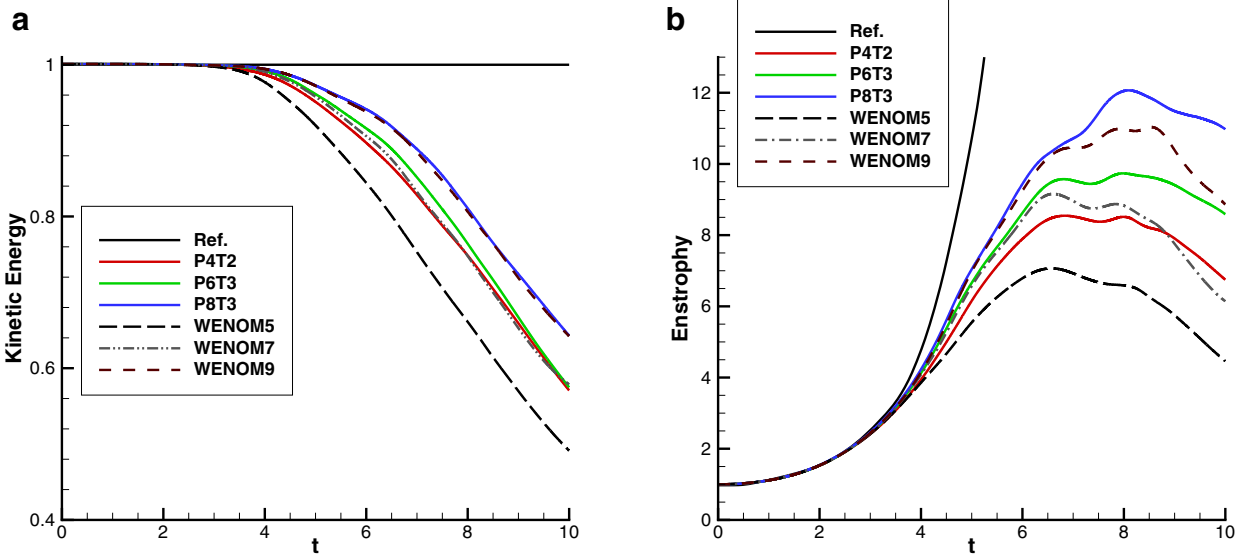 a
Kinetic Energy
1
0.8
0.6
0.4
0
2
4
6
8
10
t
Ref.
P4T2
P6T3
P8T3
WENOM5
WENOM7
WENOM9
b
Enstrophy
12
10
8
6
4
2
0
0
2
4
6
8
10
t
Ref.
P4T2
P6T3
P8T3
WENOM5
WENOM7
WENOM9